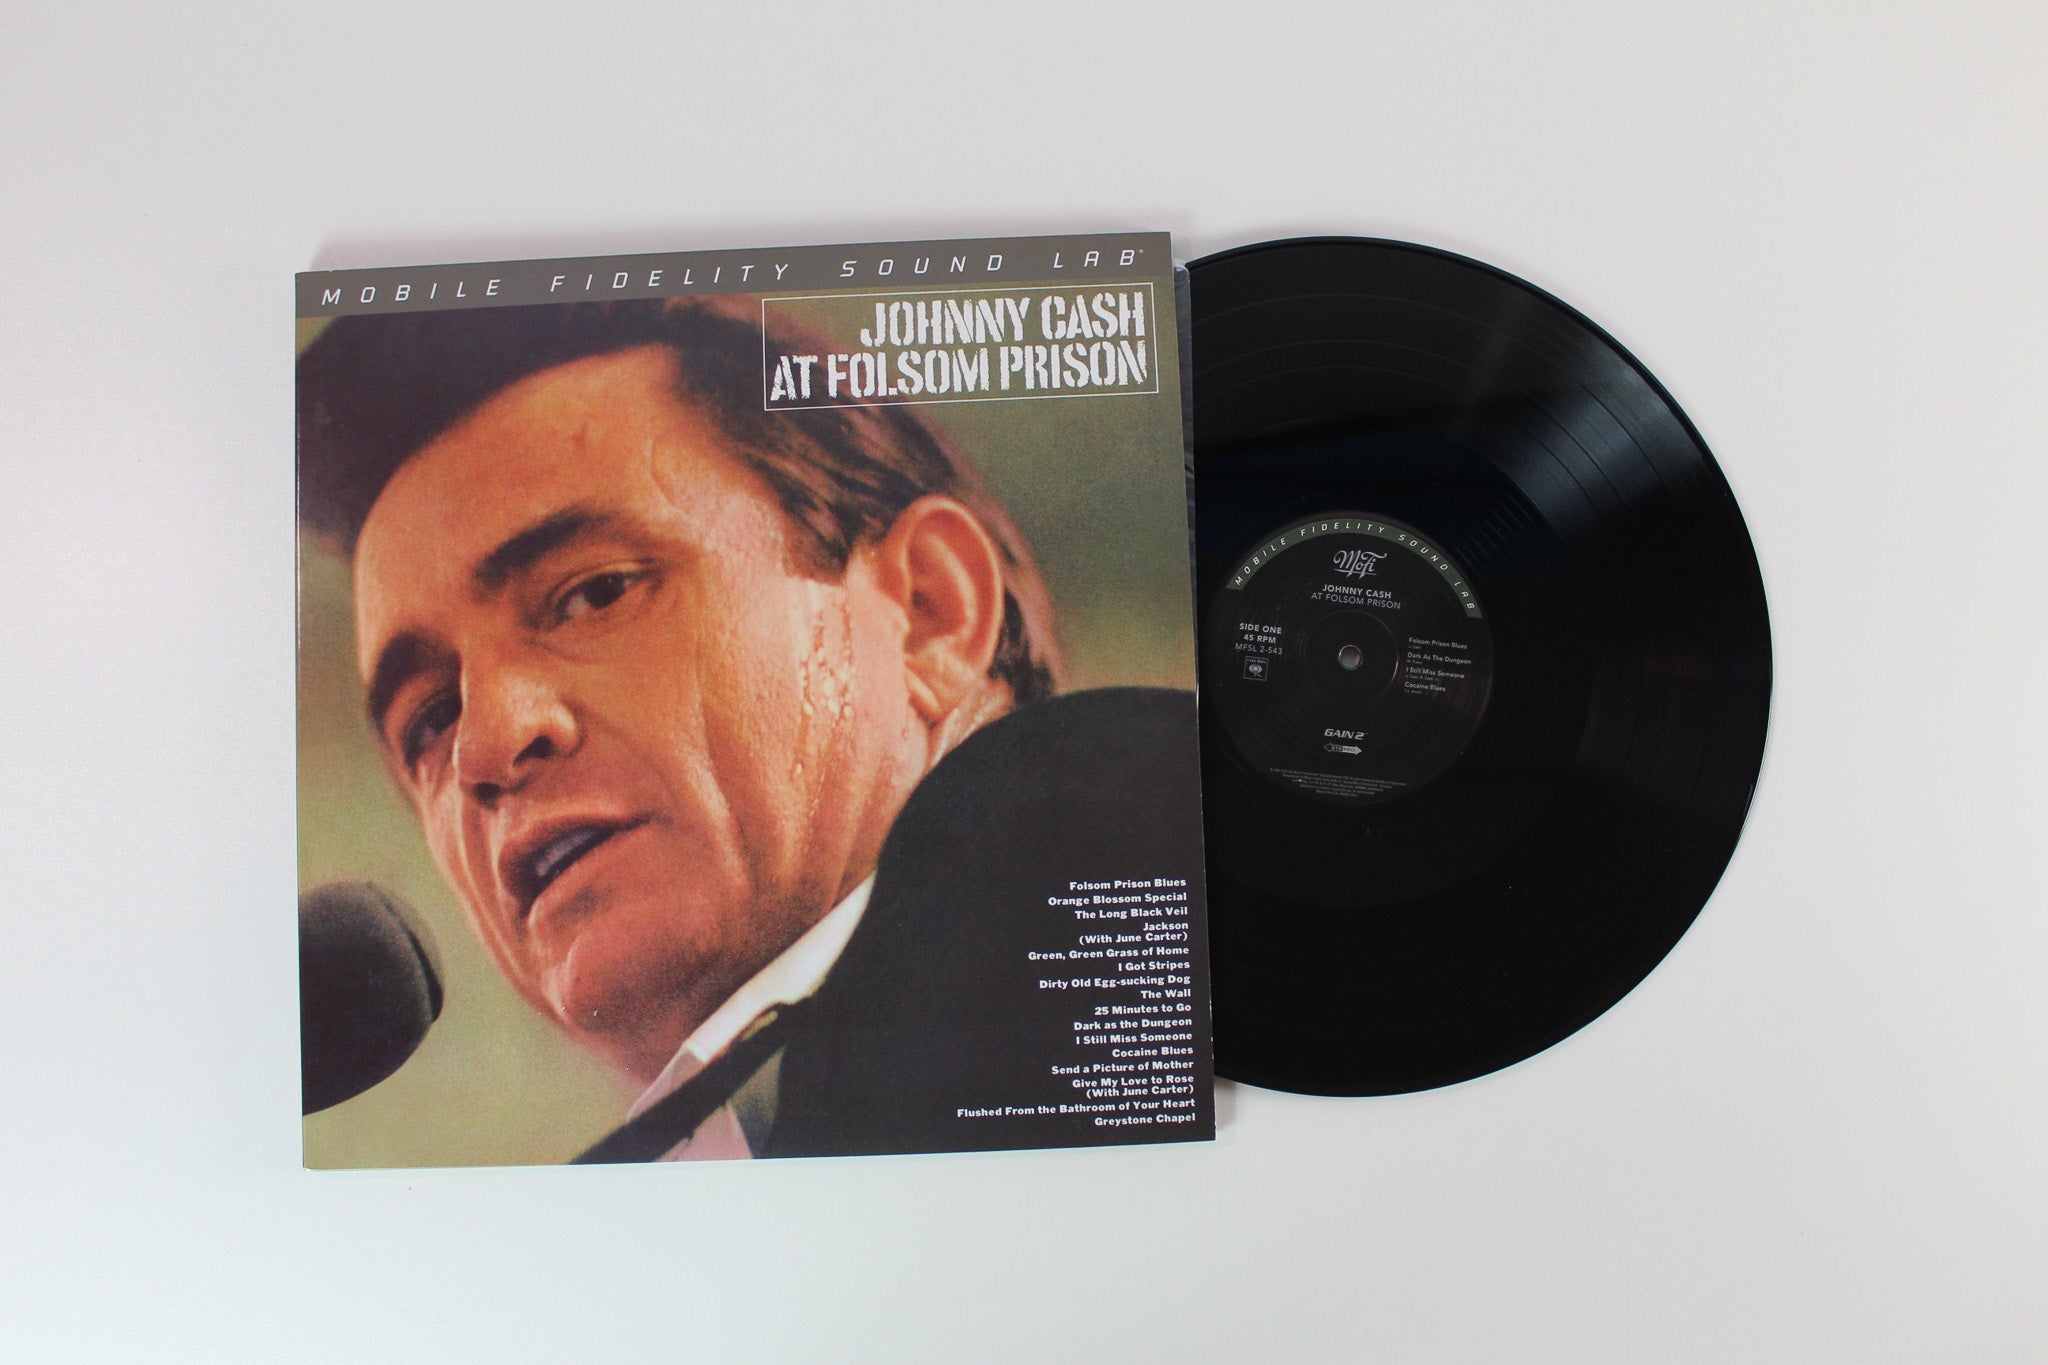 MOBILE FIDELITY SOUND LAB™
JOHNNY CASH
AT FOLSOM PRISON
Folsom Prison Blues
Orange Blossom Special
The Long Black Veil
Jackson
(With June Carter)
Green, Green Grass of Home
I Got Stripes
Dirty Old Egg-sucking Dog
The Wall
25 Minutes to Go
Dark as the Dungeon
I Still Miss Someone
Cocaine Blues
Send a Picture of Mother
Give My Love to Rose
(With June Carter)
Flushed From the Bathroom of Your Heart
Greystone Chapel
MOBILE FIDELITY SOUND LAB
MoFi
JOHNNY CASH
AT FOLSOM PRISON
SIDE ONE
45 RPM
MFSL 2-543
Folsom Prison Blues
Dark As The Dungeon
I Still Miss Someone
Cocaine Blues
GAIN 2™
STEREO